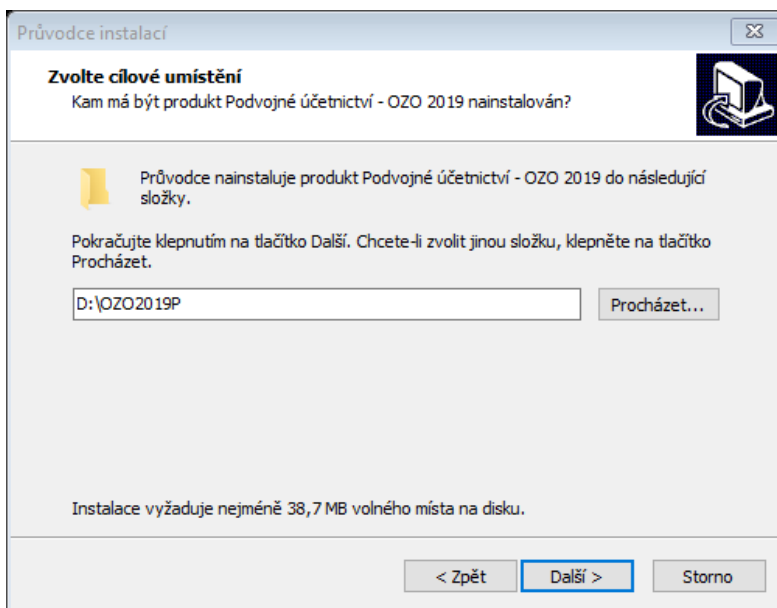 Průvodce instalací
Zvolte cílové umístění
Kam má být produkt Podvojné účetnictví - OZO 2019 nainstalován?
Průvodce nainstaluje produkt Podvojné účetnictví - OZO 2019 do následující
složky.
Pokračujte klepnutím na tlačítko Další. Chcete-li zvolit jinou složku, klepněte na tlačítko
Procházet.
D:\OZO2019P
Procházet...
Instalace vyžaduje nejméně 38,7 MB volného místa na disku.
< Zpět
Další >
Storno